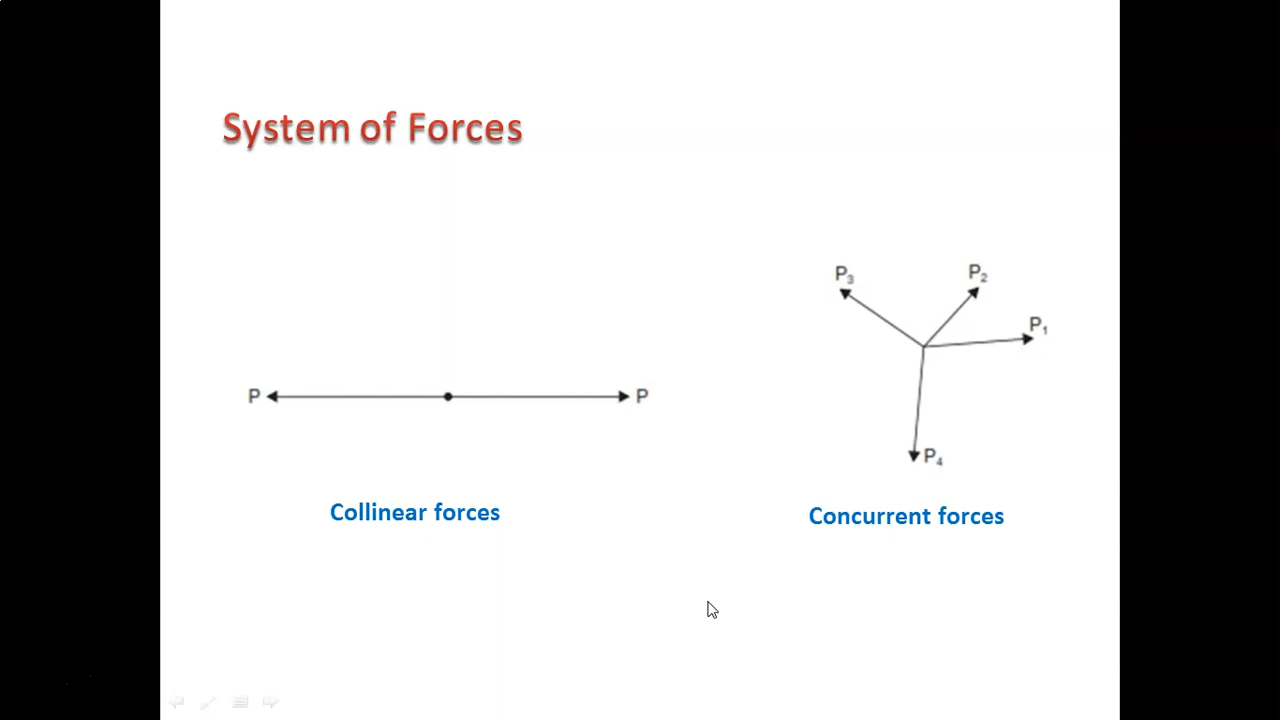 System of Forces
P₃
P₂
P₁
P
P
P₄
Collinear forces
Concurrent forces